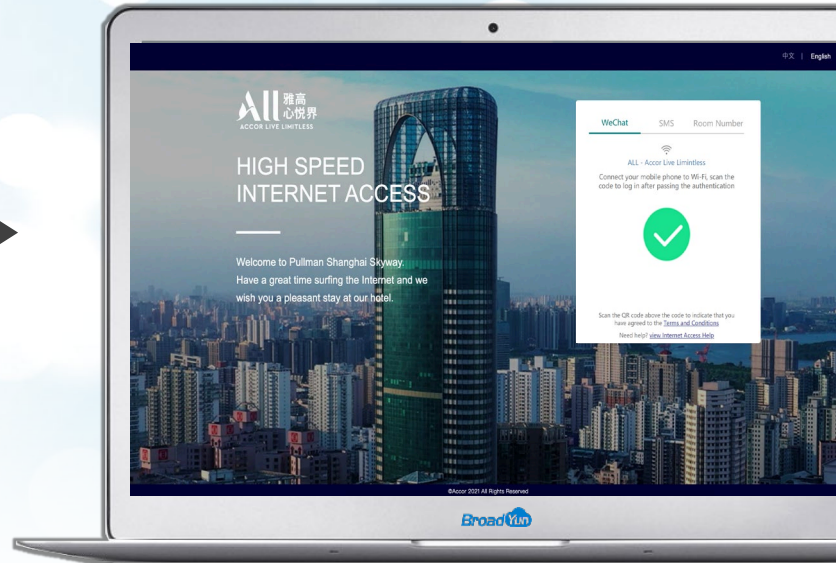 中文 | English
雅高
心悦界
ACCOR LIVE LIMITLESS
HIGH SPEED
INTERNET ACCESS
Welcome to Pullman Shanghai Skyway.
Have a great time surfing the Internet and we
wish you a pleasant stay at our hotel.
WeChat SMS Room Number
ALL - Accor Live Limintless
Connect your mobile phone to Wi-Fi, scan the
code to log in after passing the authentication
Scan the QR code above the code to indicate that you
have agreed to the Terms and Conditions
Need help? view Internet Access Help
©Accor 2021 All Rights Reserved
BroadYun